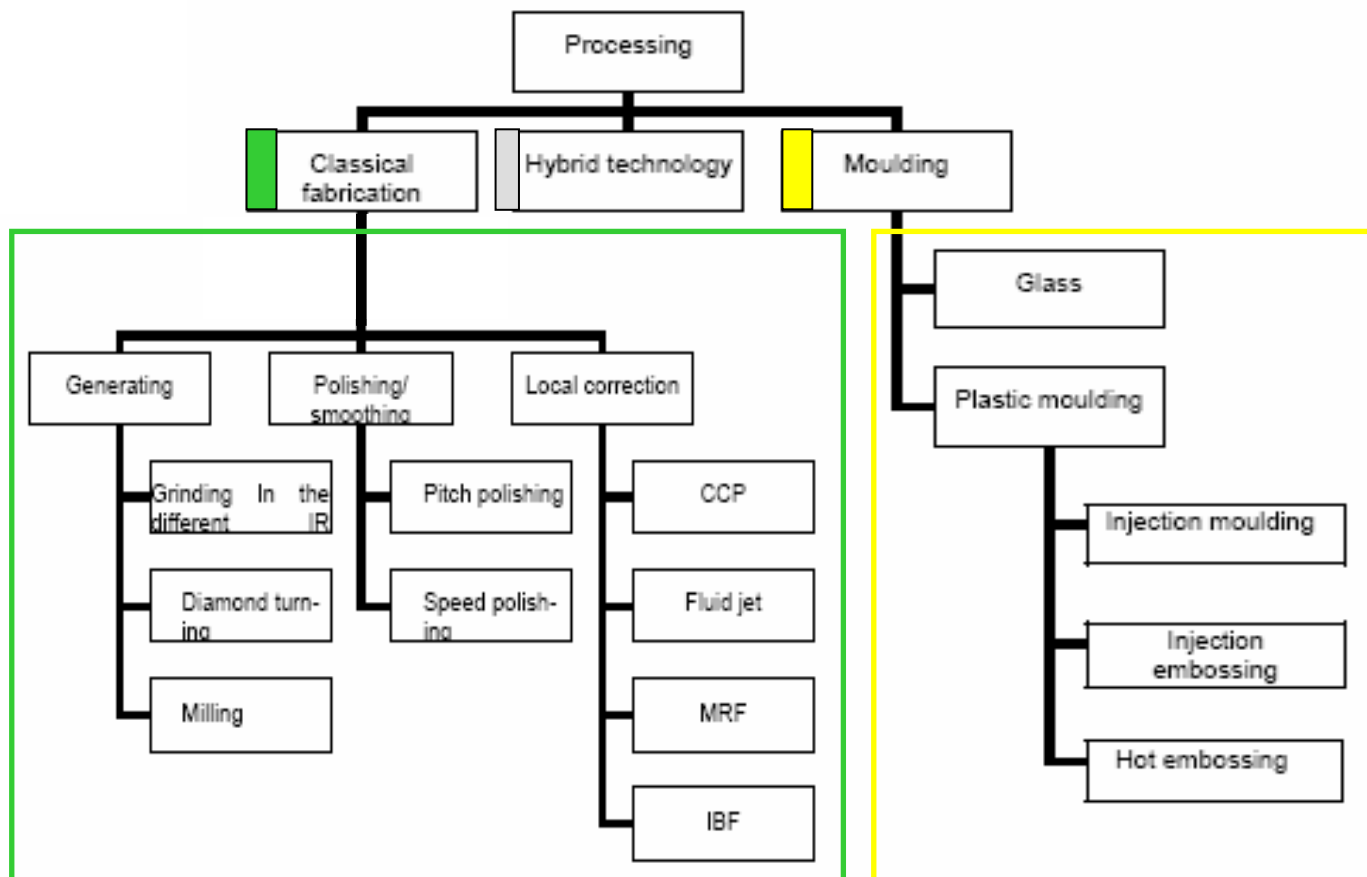 Processing
Classical
fabrication
Hybrid technology
Moulding
Glass
Plastic moulding
Generating
Polishing/
smoothing
Local correction
Grinding In the
different IR
Pitch polishing
CCP
Injection moulding
Diamond turn-
ing
Speed polish-
ing
Fluid jet
Injection
embossing
Milling
MRF
Hot embossing
IBF